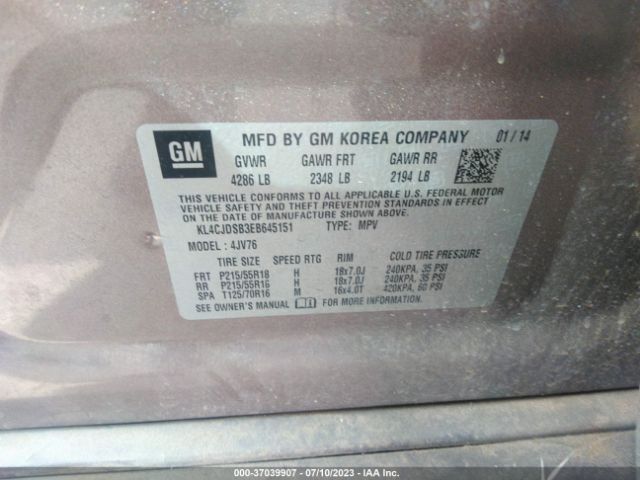 GM MFD BY GM KOREA COMPANY 01/14
GVWR GAWR FRT GAWR RR
4286 LB 2348 LB 2194 LB
THIS VEHICLE CONFORMS TO ALL APPLICABLE U.S. FEDERAL MOTOR
VEHICLE SAFETY AND THEFT PREVENTION STANDARDS IN EFFECT ON
THE DATE OF MANUFACTURE SHOWN ABOVE.
KL4CJDSB3EB645151 TYPE: MPV
MODEL : 4JV76
TIRE SIZE SPEED RTG RIM COLD TIRE PRESSURE
FRT P215/55R18 H 18x7.0J 240KPA, 35 PSI
RR P215/55R16 H 18x7.0J 240KPA, 35 PSI
SPA T125/70R16 M 16x4.0T 420KPA, 60 PSI
SEE OWNER'S MANUAL FOR MORE INFORMATION.
000-37039907 - 07/10/2023 - IAA Inc.